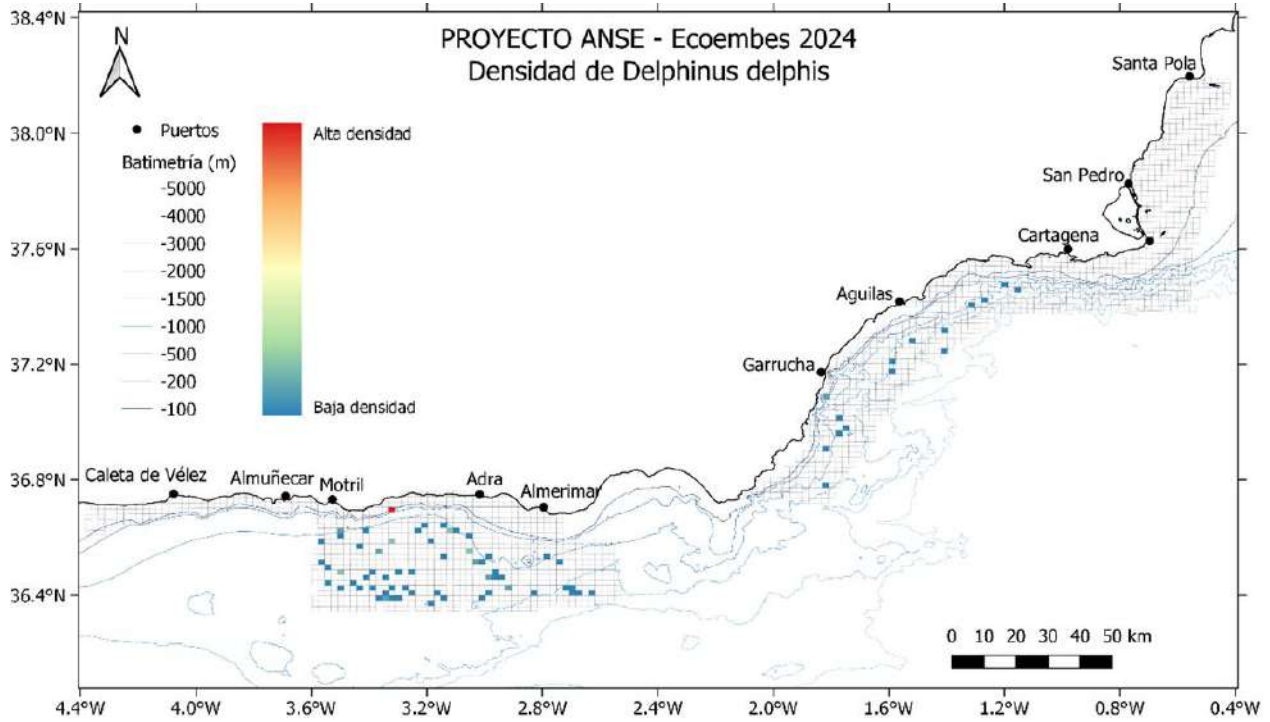 PROYECTO ANSE - Ecoembes 2024
Densidad de Delphinus delphis
N
Puertos
Batimetría (m)
-5000
-4000
-3000
-2000
-1500
-1000
-500
-200
-100
Alta densidad
Baja densidad
Santa Pola
San Pedro
Cartagena
Aguilas
Garrucha
Caleta de Vélez
Almuñecar
Motril
Adra
Almerimar
0 10 20 30 40 50 km
38.4°N
38.0°N
37.6°N
37.2°N
36.8°N
36.4°N
4.4°W 4.0°W 3.6°W 3.2°W 2.8°W 2.4°W 2.0°W 1.6°W 1.2°W 0.8°W 0.4°W